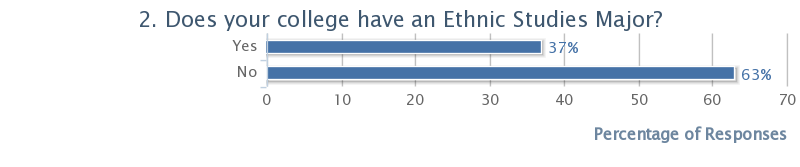 2. Does your college have an Ethnic Studies Major?
Yes 37%
No 63%
0 10 20 30 40 50 60 70
Percentage of Responses